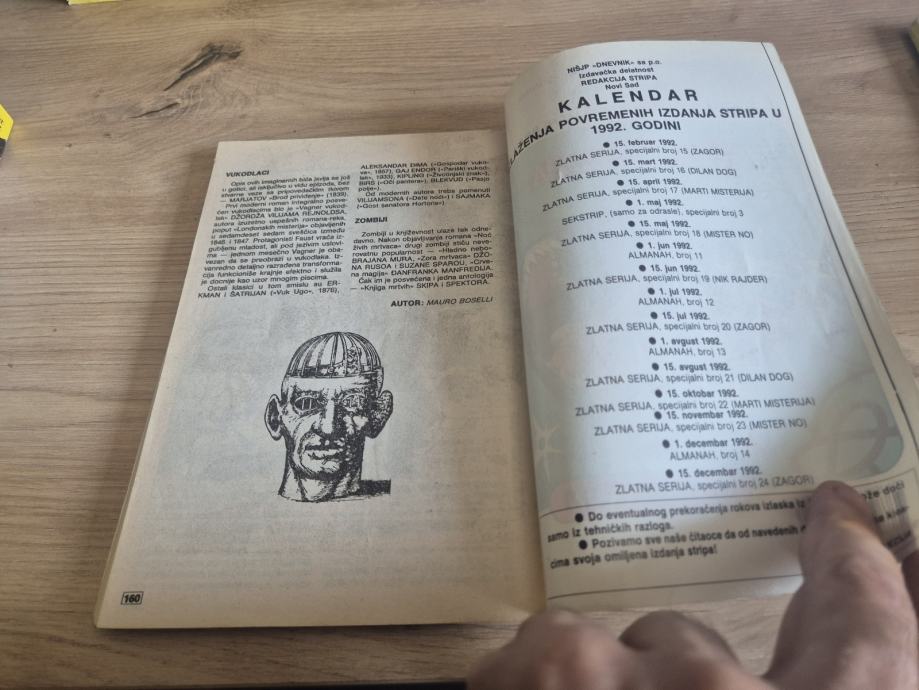 VUKODLACI
Opis ovih imaginarnih bića javlja se još
u gotici, ali isključivo u vidu epizoda, bez
stvarne veze sa pripovedačkim tkivom
— MARJATOV »Brod priviđenje« (1839).
Prvi moderni roman integralno posve-
ćen vukodlacima bio je »Vagner vukod-
lak« DŽORDŽA VILIJAMA REJNOLDSA,
autora izuzetno uspešnih romana-reka,
poput »Londonskih misterija« objavljenih
u sedamdeset sedam sveščica između
1846 i 1847. Protagonisti Faust vraća iz-
gubljenu mladost, ali pod jezivim uslovi-
ma — jednom mesečno Vagner je oba-
vezan da se preobrazi u vukodlaka. Iz-
vanredno detaljno razrađena transforma-
cija funkcioniše krajnje efektno i služila
je docnije kao uzor mnogim piscima.
Ostali klasici u tom smislu su ER-
KMAN i ŠATRIJAN (»Vuk Ugo«, 1876),
ALEKSANDAR DIMA (»Gospodar vuko-
va«, 1857), GAJ ENDOR (»Pariški vukod-
lak«, 1933), KIPLING (»Životinjski znak«),
BIRS (»Oči pantera«), BLEKVUD (»Pasjo
polje«).
Od modernih autora treba pomenuti
VILIJAMSONA (»Dete noći«) i SAJMAKA
(»Gost senatora Hortona«).
ZOMBIJI
Zombiji u književnost ulaze tak odne-
davno. Nakon objavljivanja romana »Noć
živih mrtvaca« drugi zombiji stiču neve-
rovatnu popularnost — »Hladno nebo«
BRAJANA MURA, »Zora mrtvaca« DŽO-
NA RUSOA i SUZANE SPAROU, »Crve-
na magija« DANFRANKA MANFREDIJA.
Čak im je posvećena i jedna antologija
— »Knjiga mrtvih« SKIPA i SPEKTORA.
AUTOR: MAURO BOSELLI
160
NIŠJP »DNEVNIK« sa p.o.
Izdavačka delatnost
REDAKCIJA STRIPA
Novi Sad
KALENDAR
LAŽENJA POVREMENIH IZDANJA STRIPA U
1992. GODINI
● 15. februar 1992.
ZLATNA SERIJA, specijalni broj 15 (ZAGOR)
● 15. mart 1992.
ZLATNA SERIJA, specijalni broj 16 (DILAN DOG)
● 15. april 1992.
ZLATNA SERIJA, specijalni broj 17 (MARTI MISTERIJA)
● 1. maj 1992.
SEKSTRIP, (samo za odrasle), specijalni broj 3
● 15. maj 1992.
ZLATNA SERIJA, specijalni broj 18 (MISTER NO)
● 1. jun 1992.
ALMANAH, broj 11
● 15. jun 1992.
ZLATNA SERIJA, specijalni broj 19 (NIK RAJDER)
● 1. jul 1992.
ALMANAH, broj 12
● 15. jul 1992.
ZLATNA SERIJA, specijalni broj 20 (ZAGOR)
● 1. avgust 1992.
ALMANAH, broj 13
● 15. avgust 1992.
ZLATNA SERIJA, specijalni broj 21 (DILAN DOG)
● 15. oktobar 1992.
ZLATNA SERIJA, specijalni broj 22 (MARTI MISTERIJA)
● 15. novembar 1992.
ZLATNA SERIJA, specijalni broj 23 (MISTER NO)
● 1. decembar 1992.
ALMANAH, broj 14
● 15. decembar 1992.
ZLATNA SERIJA, specijalni broj 24 (ZAGOR)
● Do eventualnog prekoračenja rokova izlaska iz može doći
samo iz tehničkih razloga.
● Pozivamo sve naše čitaoce da od navedenih
cima svoja omiljena izdanja stripa!